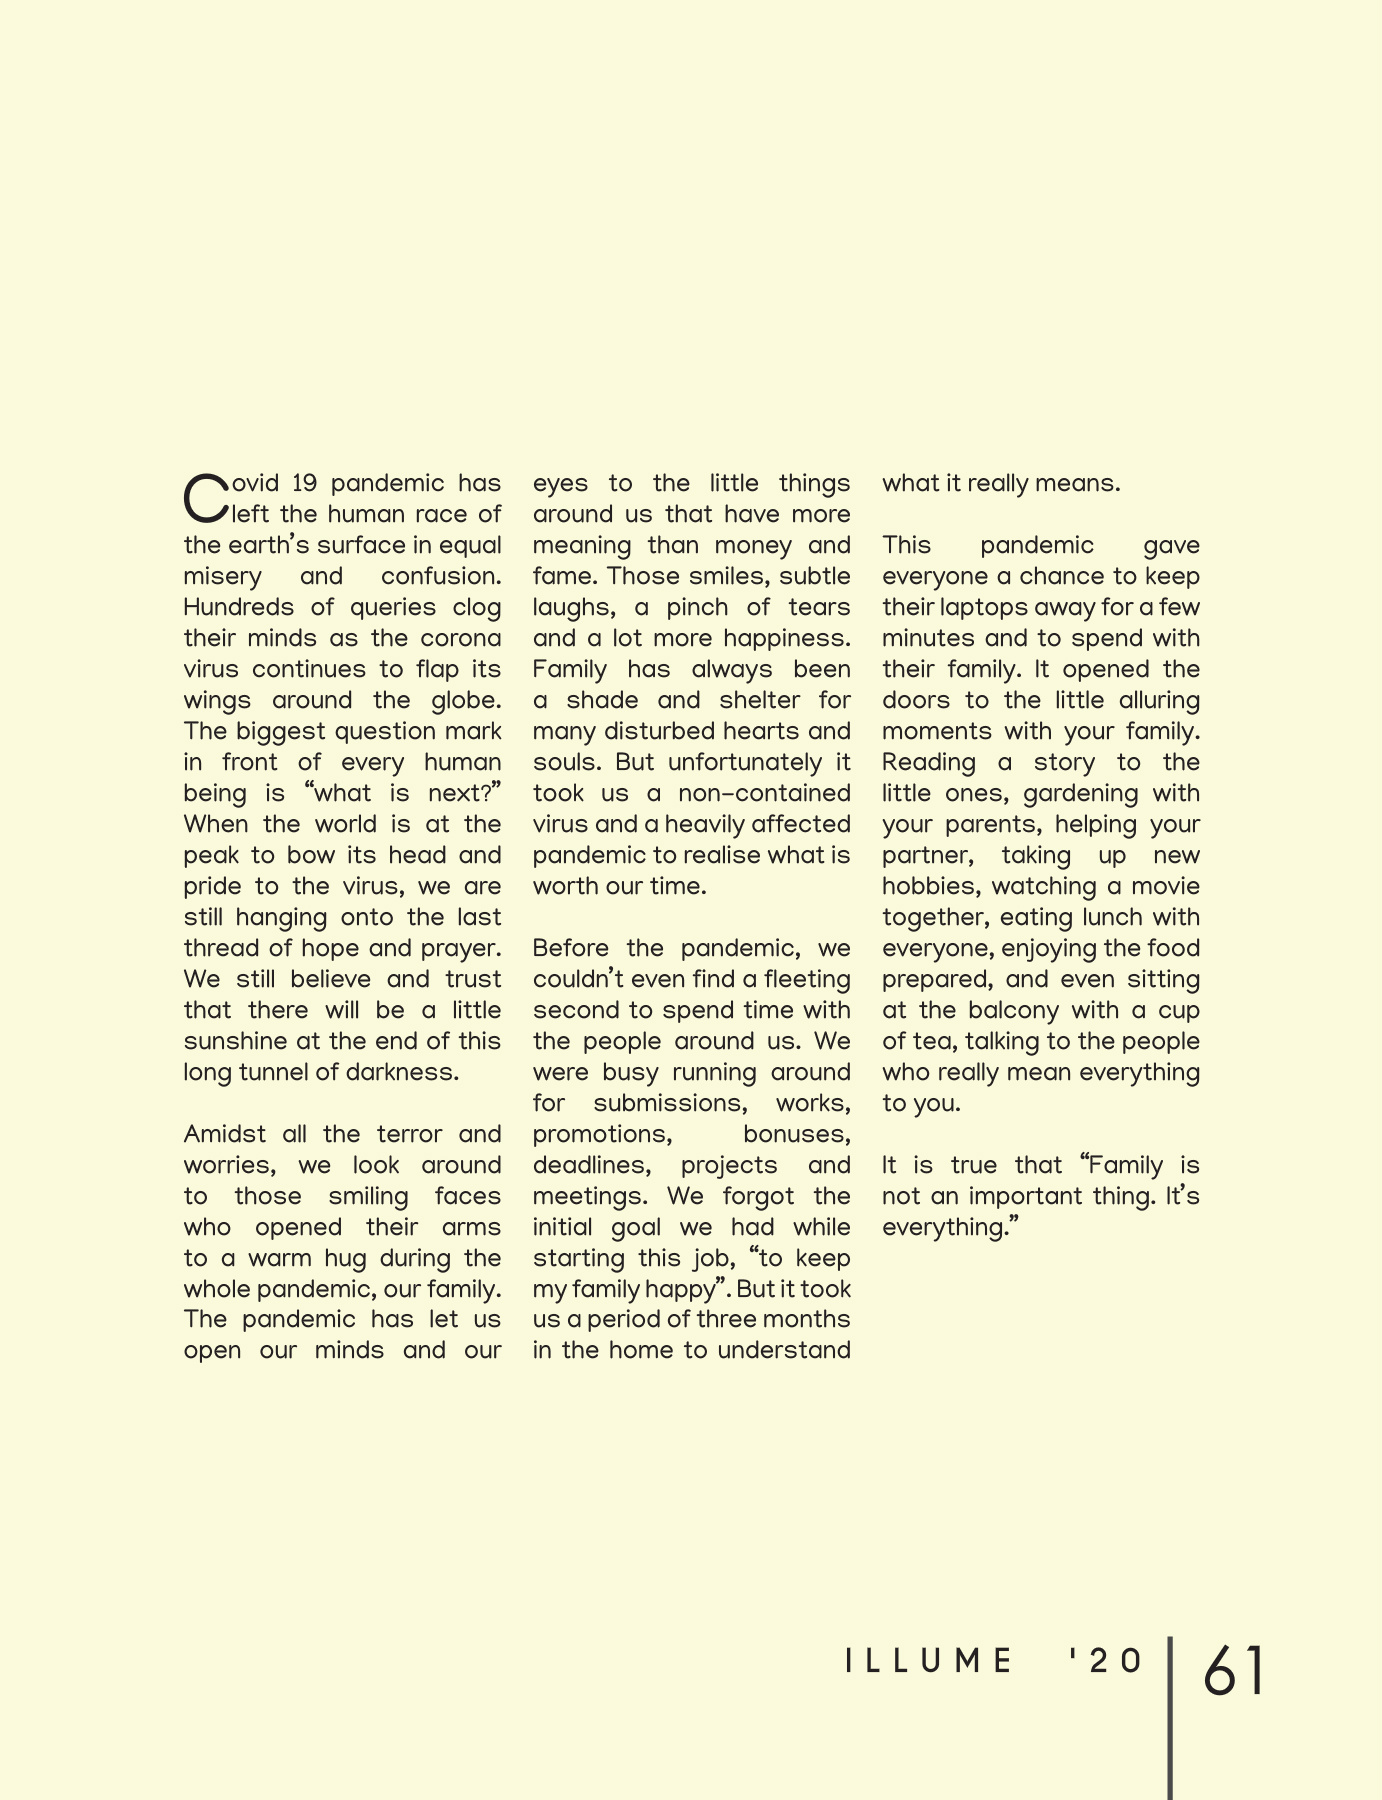 Covid 19 pandemic has
left the human race of
the earth’s surface in equal
misery and confusion.
Hundreds of queries clog
their minds as the corona
virus continues to flap its
wings around the globe.
The biggest question mark
in front of every human
being is “what is next?”
When the world is at the
peak to bow its head and
pride to the virus, we are
still hanging onto the last
thread of hope and prayer.
We still believe and trust
that there will be a little
sunshine at the end of this
long tunnel of darkness.

Amidst all the terror and
worries, we look around
to those smiling faces
who opened their arms
to a warm hug during the
whole pandemic, our family.
The pandemic has let us
open our minds and our
eyes to the little things
around us that have more
meaning than money and
fame. Those smiles, subtle
laughs, a pinch of tears
and a lot more happiness.
Family has always been
a shade and shelter for
many disturbed hearts and
souls. But unfortunately it
took us a non-contained
virus and a heavily affected
pandemic to realise what is
worth our time.

Before the pandemic, we
couldn’t even find a fleeting
second to spend time with
the people around us. We
were busy running around
for submissions, works,
promotions, bonuses,
deadlines, projects and
meetings. We forgot the
initial goal we had while
starting this job, “to keep
my family happy”. But it took
us a period of three months
in the home to understand
what it really means.

This pandemic gave
everyone a chance to keep
their laptops away for a few
minutes and to spend with
their family. It opened the
doors to the little alluring
moments with your family.
Reading a story to the
little ones, gardening with
your parents, helping your
partner, taking up new
hobbies, watching a movie
together, eating lunch with
everyone, enjoying the food
prepared, and even sitting
at the balcony with a cup
of tea, talking to the people
who really mean everything
to you.

It is true that “Family is
not an important thing. It’s
everything.”

ILLUME '20 61